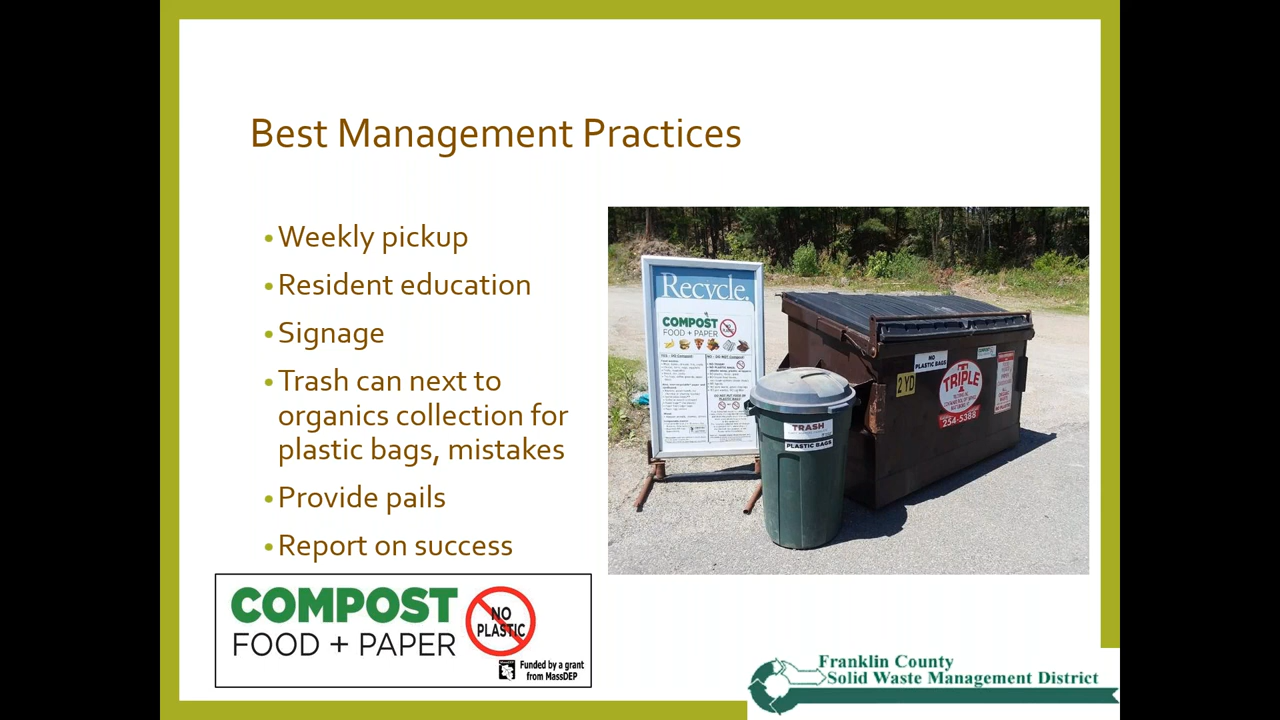 Best Management Practices
• Weekly pickup
• Resident education
• Signage
• Trash can next to
organics collection for
plastic bags, mistakes
• Provide pails
• Report on success
Recycle.
COMPOST
FOOD + PAPER
TRASH
PLASTIC BAGS
NO
PLASTIC BAGS
2 YD
TRIPLE
254-5388
COMPOST
FOOD + PAPER
NO
PLASTIC
Funded by a grant
from MassDEP
Franklin County
Solid Waste Management District